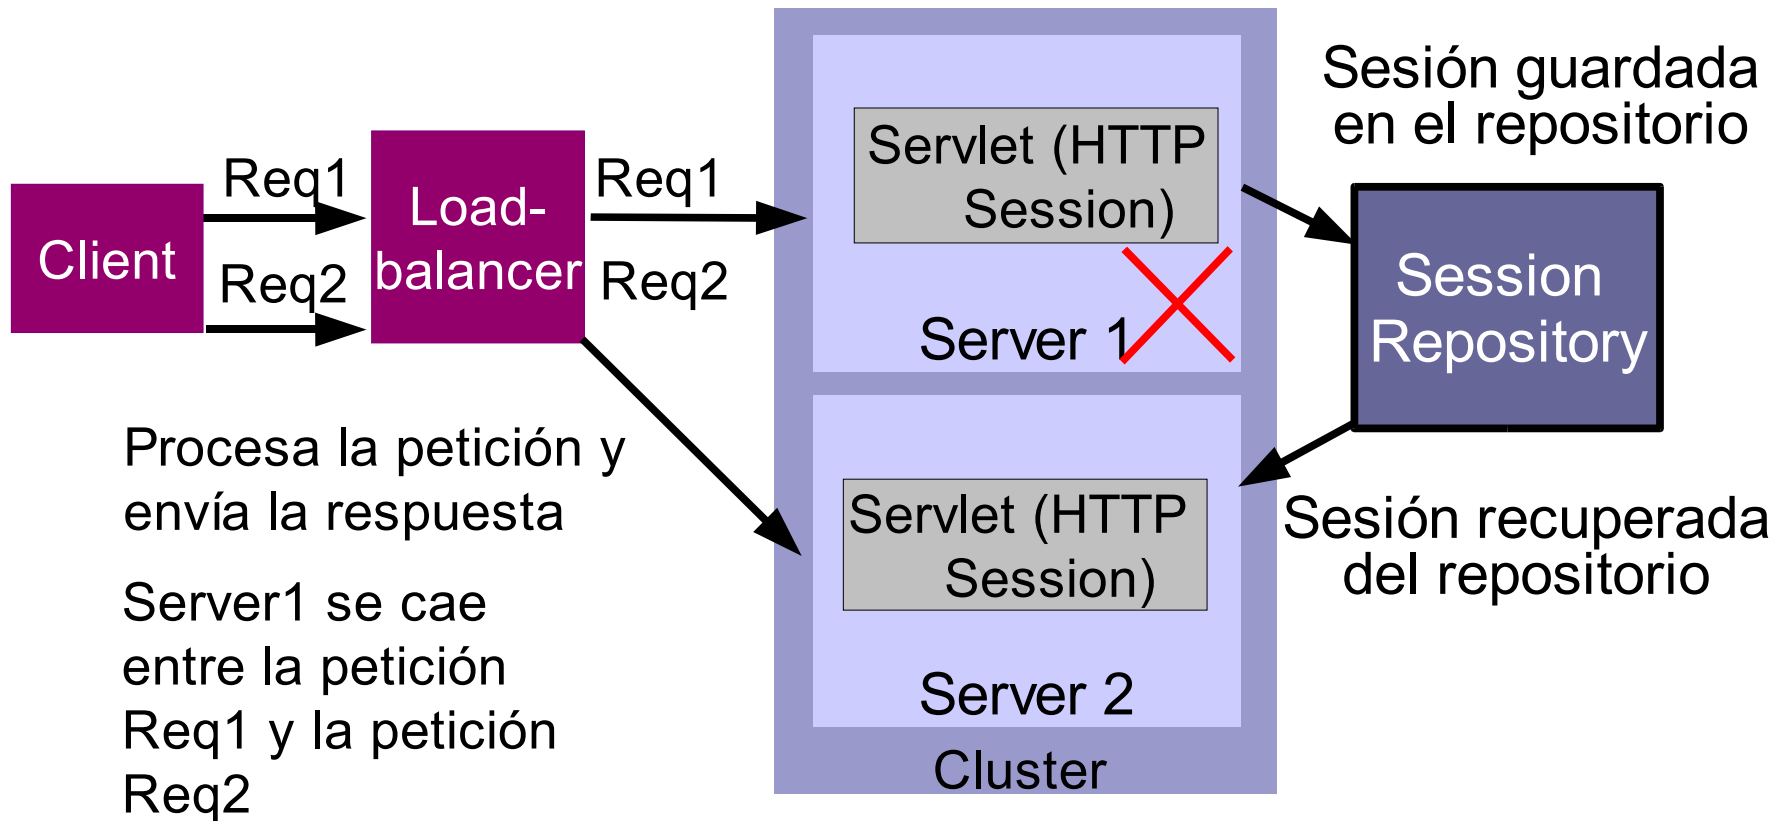 Client
Req1
Req2
Load-
balancer
Req1
Req2
Servlet (HTTP
Session)
Server 1
Servlet (HTTP
Session)
Server 2
Cluster
Sesión guardada
en el repositorio
Session
Repository
Sesión recuperada
del repositorio
Procesa la petición y
envía la respuesta
Server1 se cae
entre la petición
Req1 y la petición
Req2